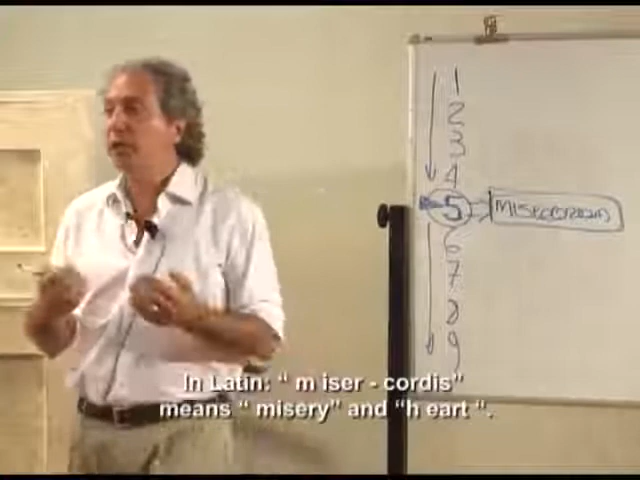 1
2
3
4
5 MISERICORDIA
6
7
8
9
In Latin: “ m iser - cordis”
means “ misery” and “h eart “.